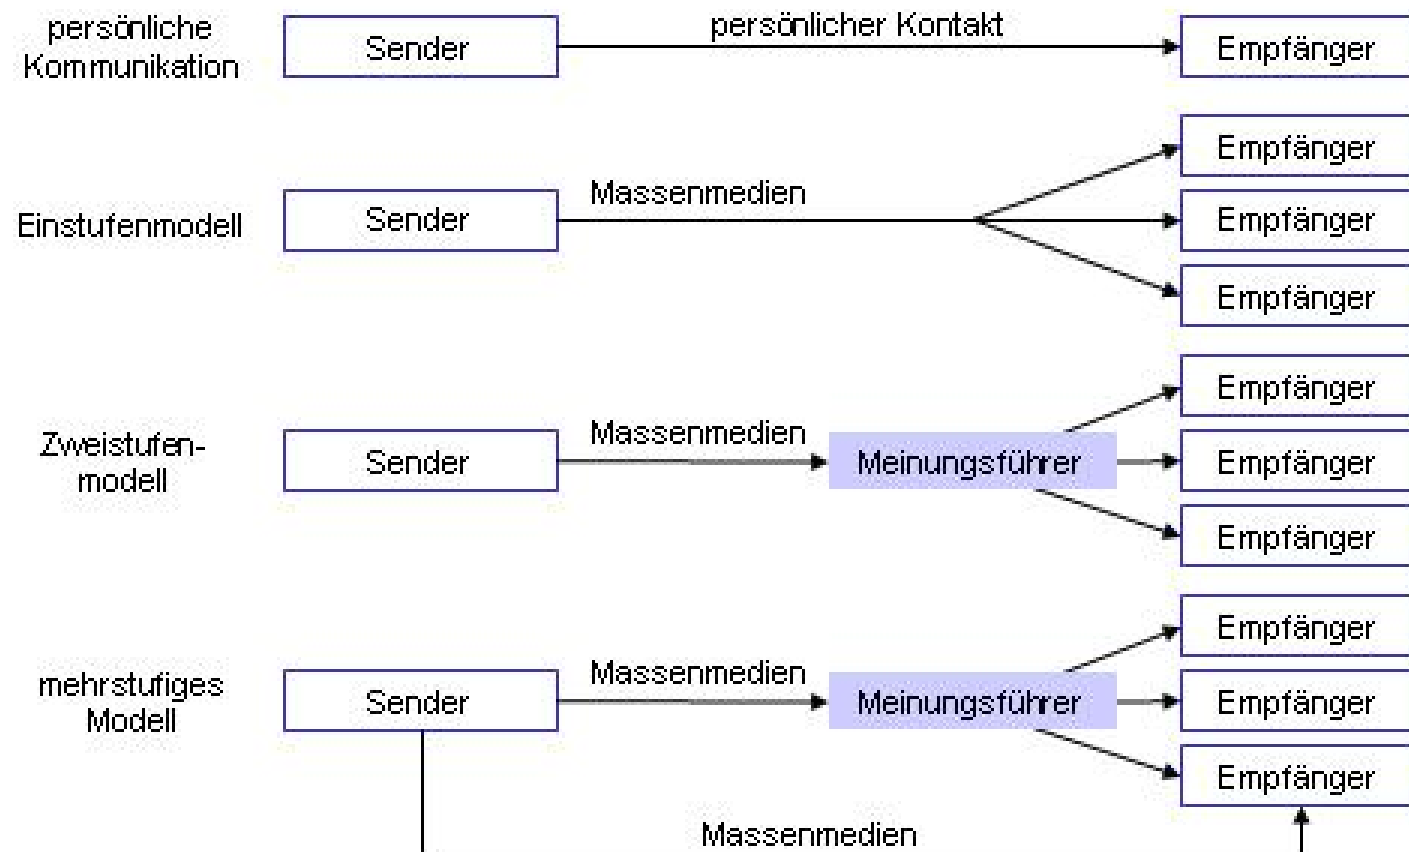 persönliche
Kommunikation
Sender
persönlicher Kontakt
Empfänger
Einstufenmodell
Sender
Massenmedien
Empfänger
Empfänger
Empfänger
Zweistufen-
modell
Sender
Massenmedien
Meinungsführer
Empfänger
Empfänger
Empfänger
mehrstufiges
Modell
Sender
Massenmedien
Meinungsführer
Empfänger
Empfänger
Empfänger
Massenmedien